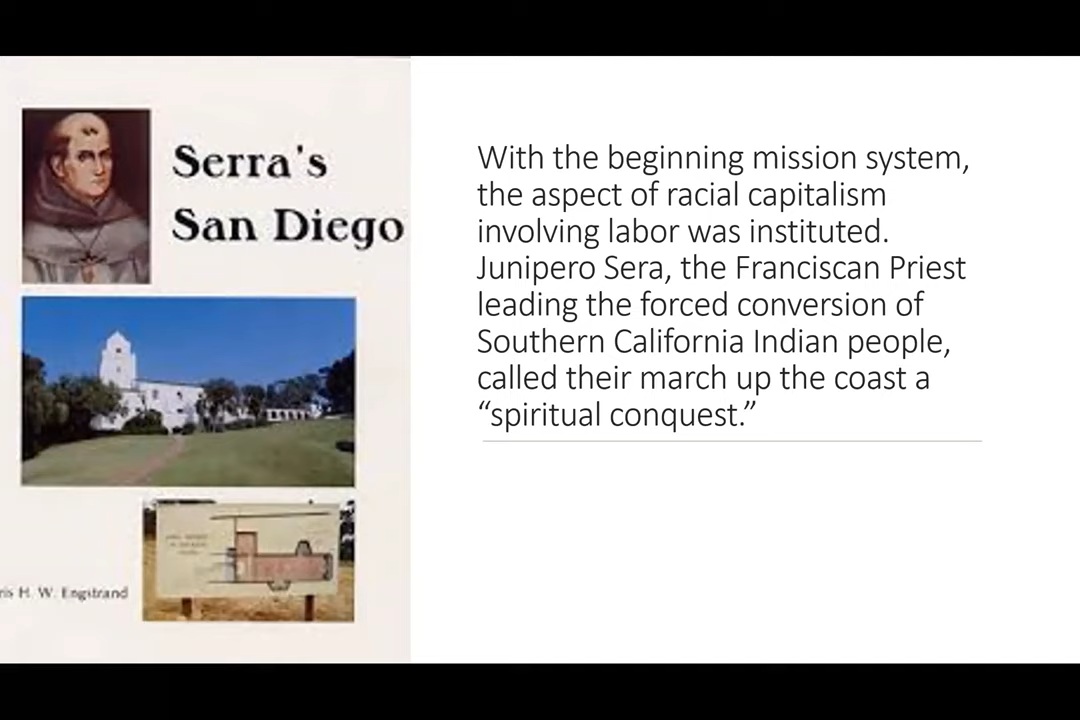 Serra's
San Diego
H. W. Engstrand
With the beginning mission system,
the aspect of racial capitalism
involving labor was instituted.
Junipero Sera, the Franciscan Priest
leading the forced conversion of
Southern California Indian people,
called their march up the coast a
“spiritual conquest.”